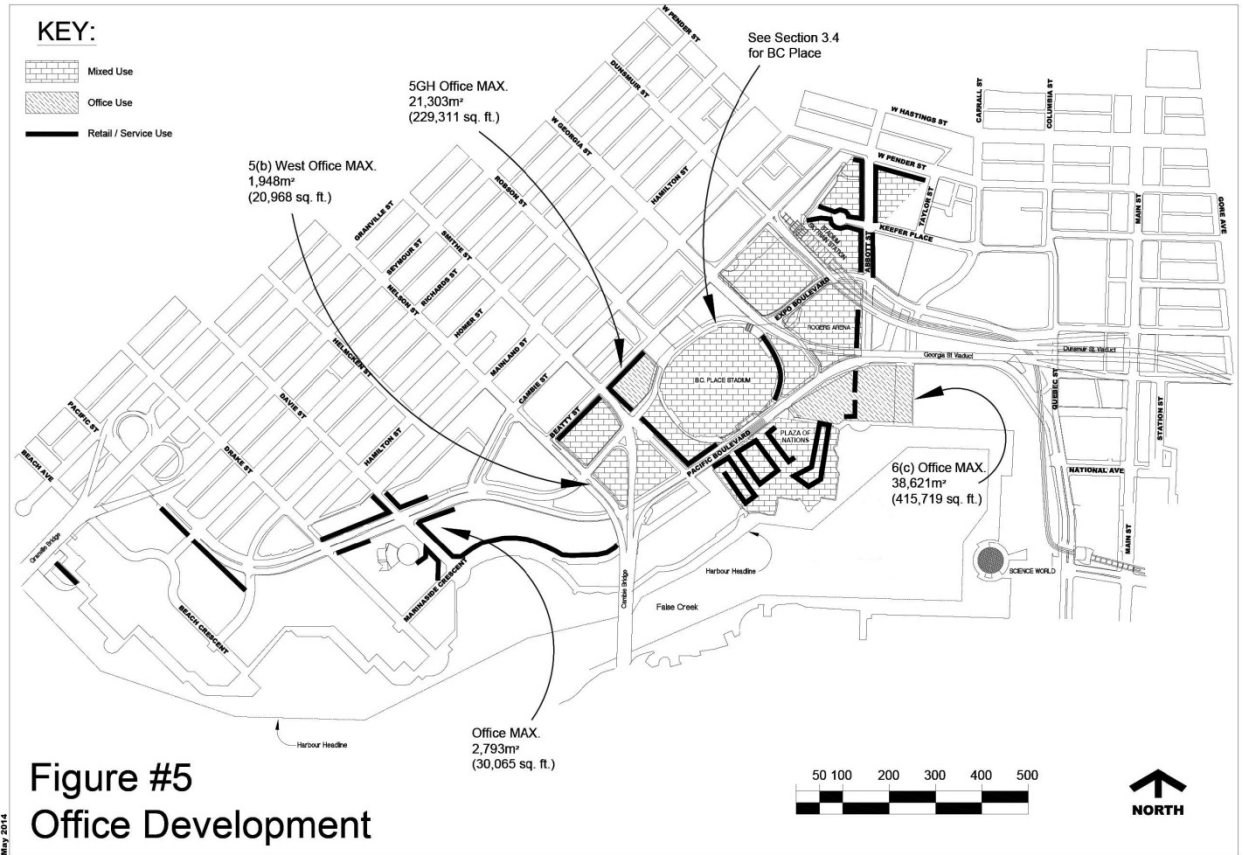 KEY:
Mixed Use
Office Use
Retail / Service Use
5(b) West Office MAX.
1,948m²
(20,968 sq. ft.)
5GH Office MAX.
21,303m²
(229,311 sq. ft.)
See Section 3.4
for BC Place
W PENDER ST
DUNSMUIR ST
W GEORGIA ST
ROBSON ST
HAMILTON ST
GRANVILLE ST
SEYMOUR ST
SMITHE ST
RICHARDS ST
NELSON ST
HOMER ST
MAINLAND ST
HELMCKEN ST
CAMBIE ST
BEATTY ST
DAVIE ST
HAMILTON ST
DRAKE ST
PACIFIC ST
BEACH AVE
Granville Bridge
W HASTINGS ST
W PENDER ST
CARRALL ST
COLUMBIA ST
MAIN ST
GORE AVE
TAYLOR ST
KEEFER PLACE
ABBOTT ST
STADIUM
SKYTRAIN STATION
EXPO BOULEVARD
ROGERS ARENA
B.C. PLACE STADIUM
Georgia St Viaduct
Dunsmuir St. Viaduct
QUEBEC ST
STATION ST
NATIONAL AVE
MAIN ST
PACIFIC BOULEVARD
PLAZA OF
NATIONS
6(c) Office MAX.
38,621m²
(415,719 sq. ft.)
SCIENCE WORLD
Harbour Headline
False Creek
Cambie Bridge
MARINASIDE CRESCENT
BEACH CRESCENT
Harbour Headline
Office MAX.
2,793m²
(30,065 sq. ft.)
Figure #5
Office Development
50 100 200 300 400 500
NORTH
May 2014